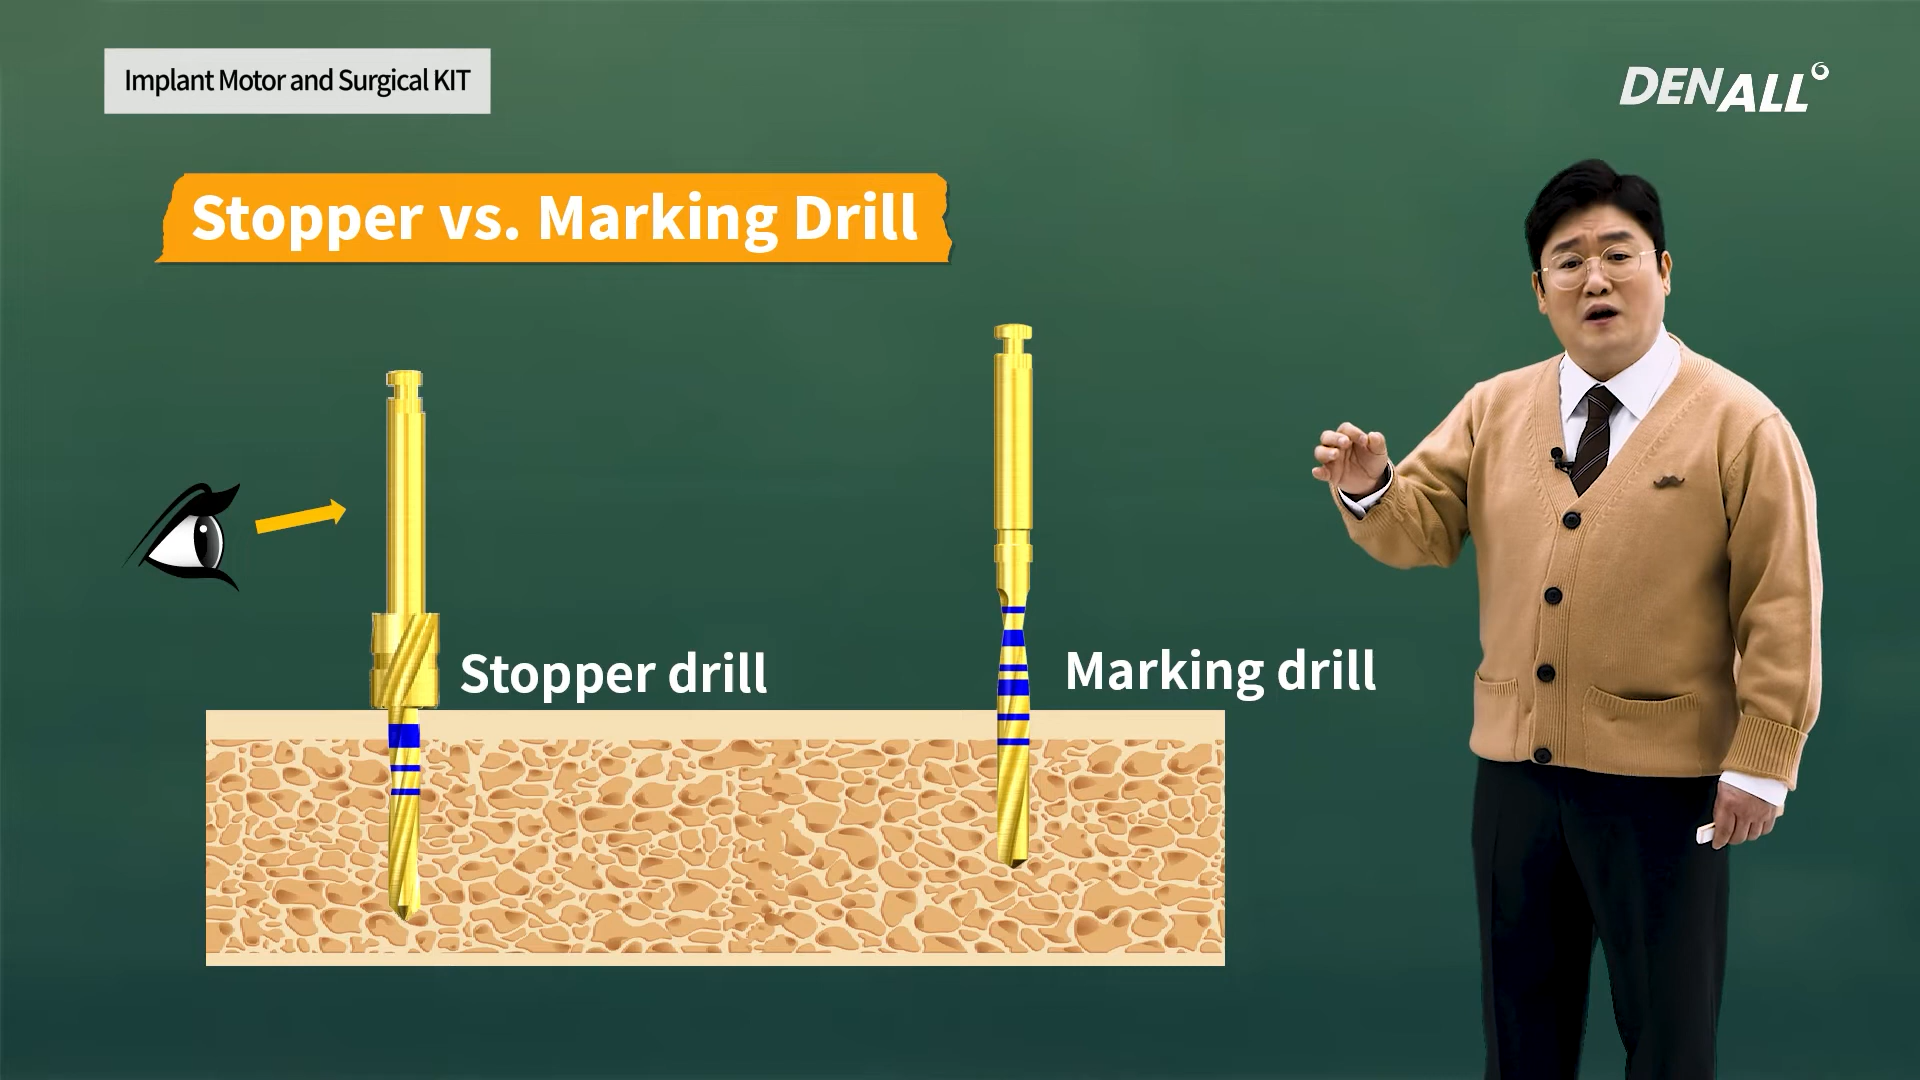 Implant Motor and Surgical KIT
DENALL
Stopper vs. Marking Drill
Stopper drill
Marking drill